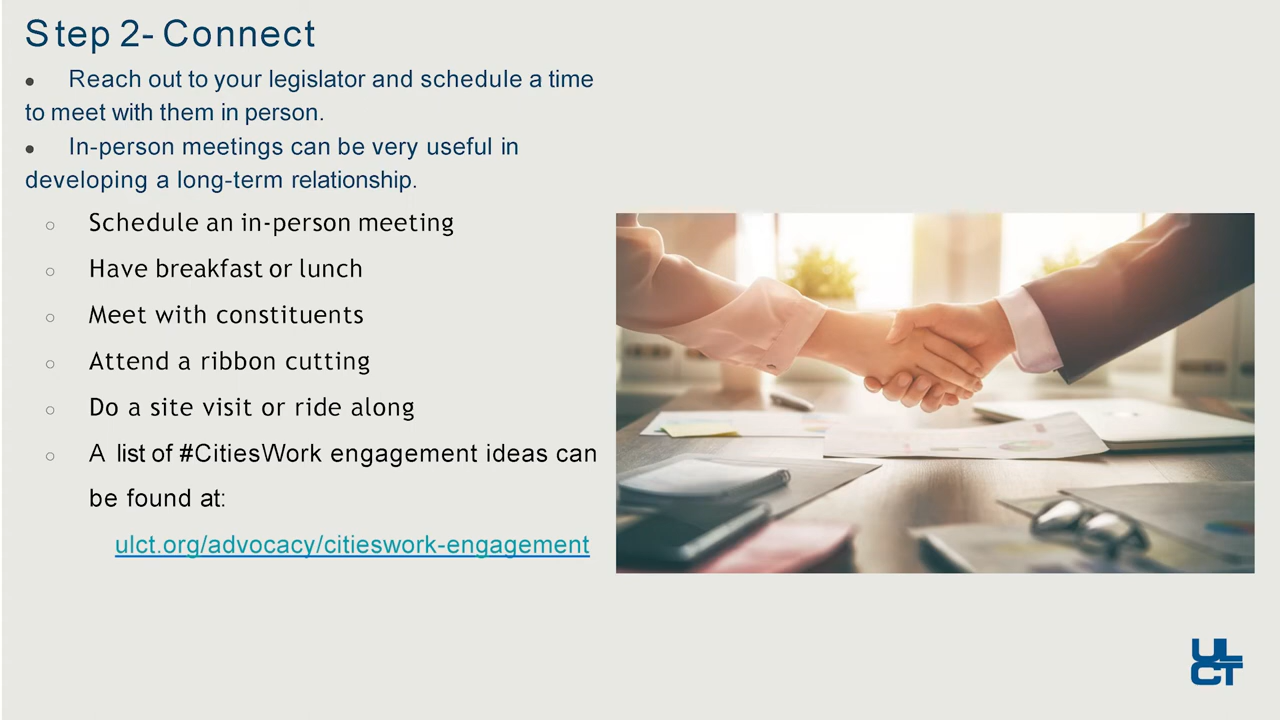 Step 2- Connect
● Reach out to your legislator and schedule a time
to meet with them in person.
● In-person meetings can be very useful in
developing a long-term relationship.
○ Schedule an in-person meeting
○ Have breakfast or lunch
○ Meet with constituents
○ Attend a ribbon cutting
○ Do a site visit or ride along
○ A list of #CitiesWork engagement ideas can
be found at:
ulct.org/advocacy/citieswork-engagement
UL
CT